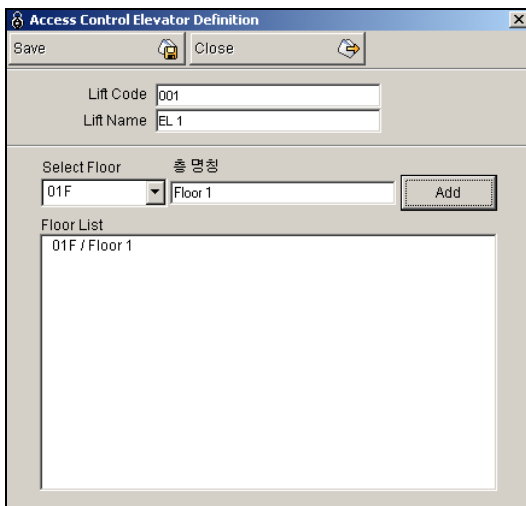 Access Control Elevator Definition
Save Close
Lift Code 001
Lift Name EL 1
Select Floor 층 명칭
01F Floor 1 Add
Floor List
01F / Floor 1